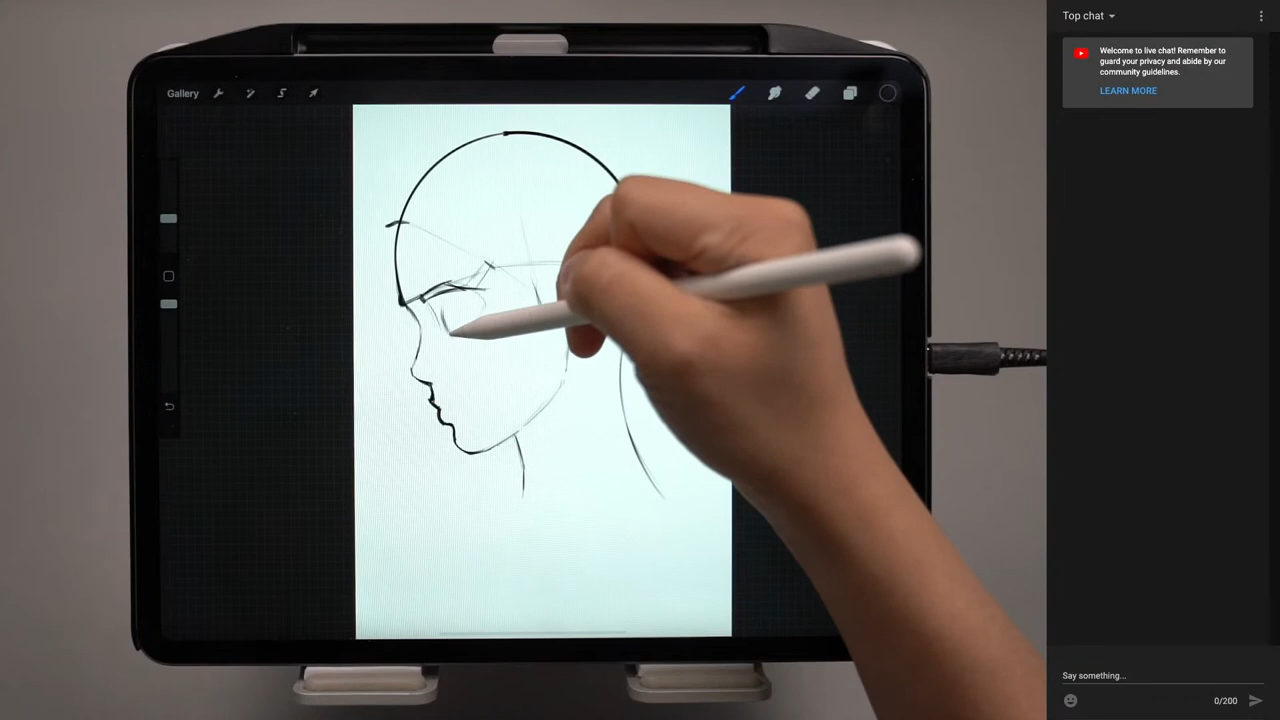 Gallery
Top chat
Welcome to live chat! Remember to
guard your privacy and abide by our
community guidelines.
LEARN MORE
Say something...
0/200